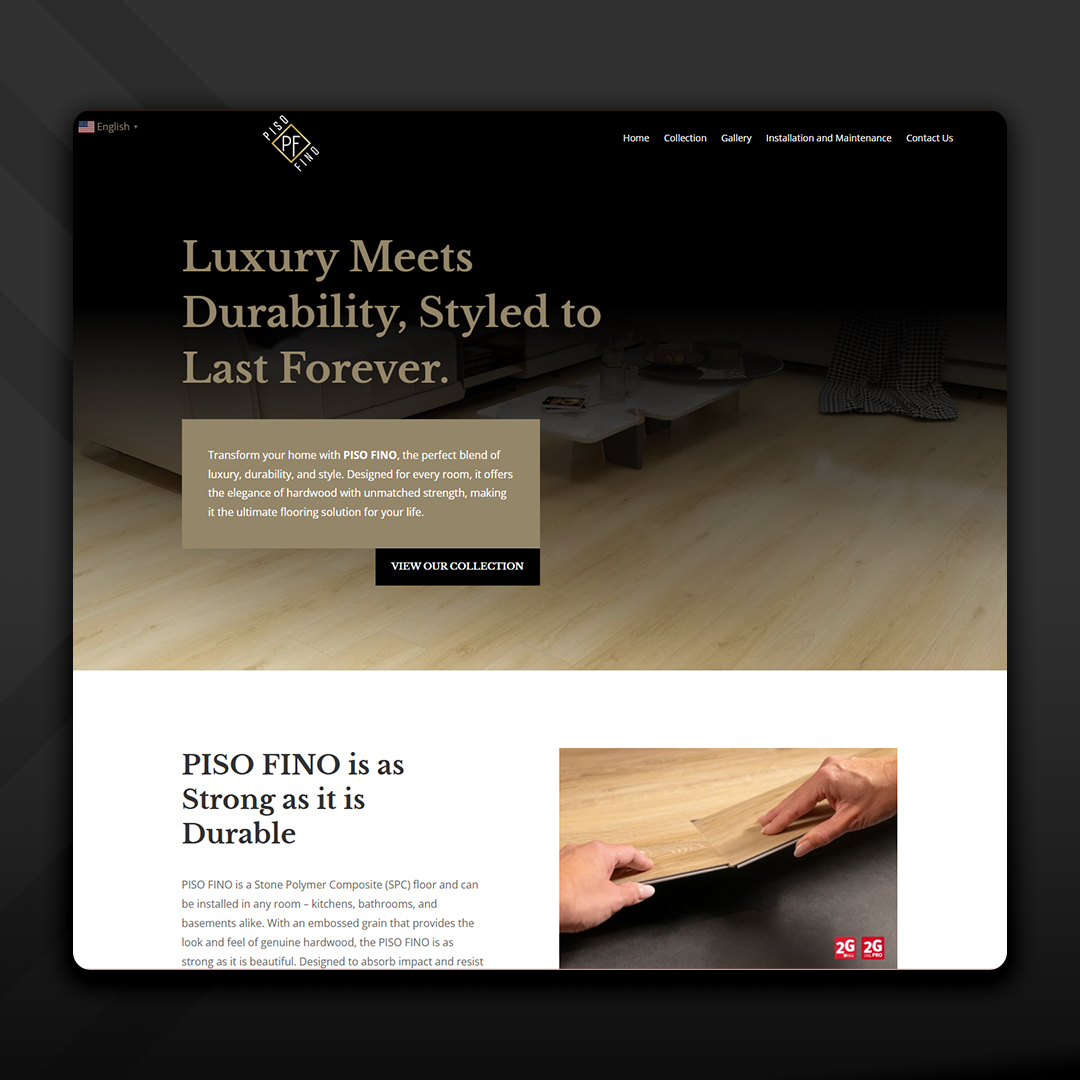 English
PISO
PF
FINO
Home Collection Gallery Installation and Maintenance Contact Us
Luxury Meets
Durability, Styled to
Last Forever.
Transform your home with PISO FINO, the perfect blend of
luxury, durability, and style. Designed for every room, it offers
the elegance of hardwood with unmatched strength, making
it the ultimate flooring solution for your life.
VIEW OUR COLLECTION
PISO FINO is as
Strong as it is
Durable
PISO FINO is a Stone Polymer Composite (SPC) floor and can
be installed in any room – kitchens, bathrooms, and
basements alike. With an embossed grain that provides the
look and feel of genuine hardwood, the PISO FINO is as
strong as it is beautiful. Designed to absorb impact and resist
2G 2G
PRO